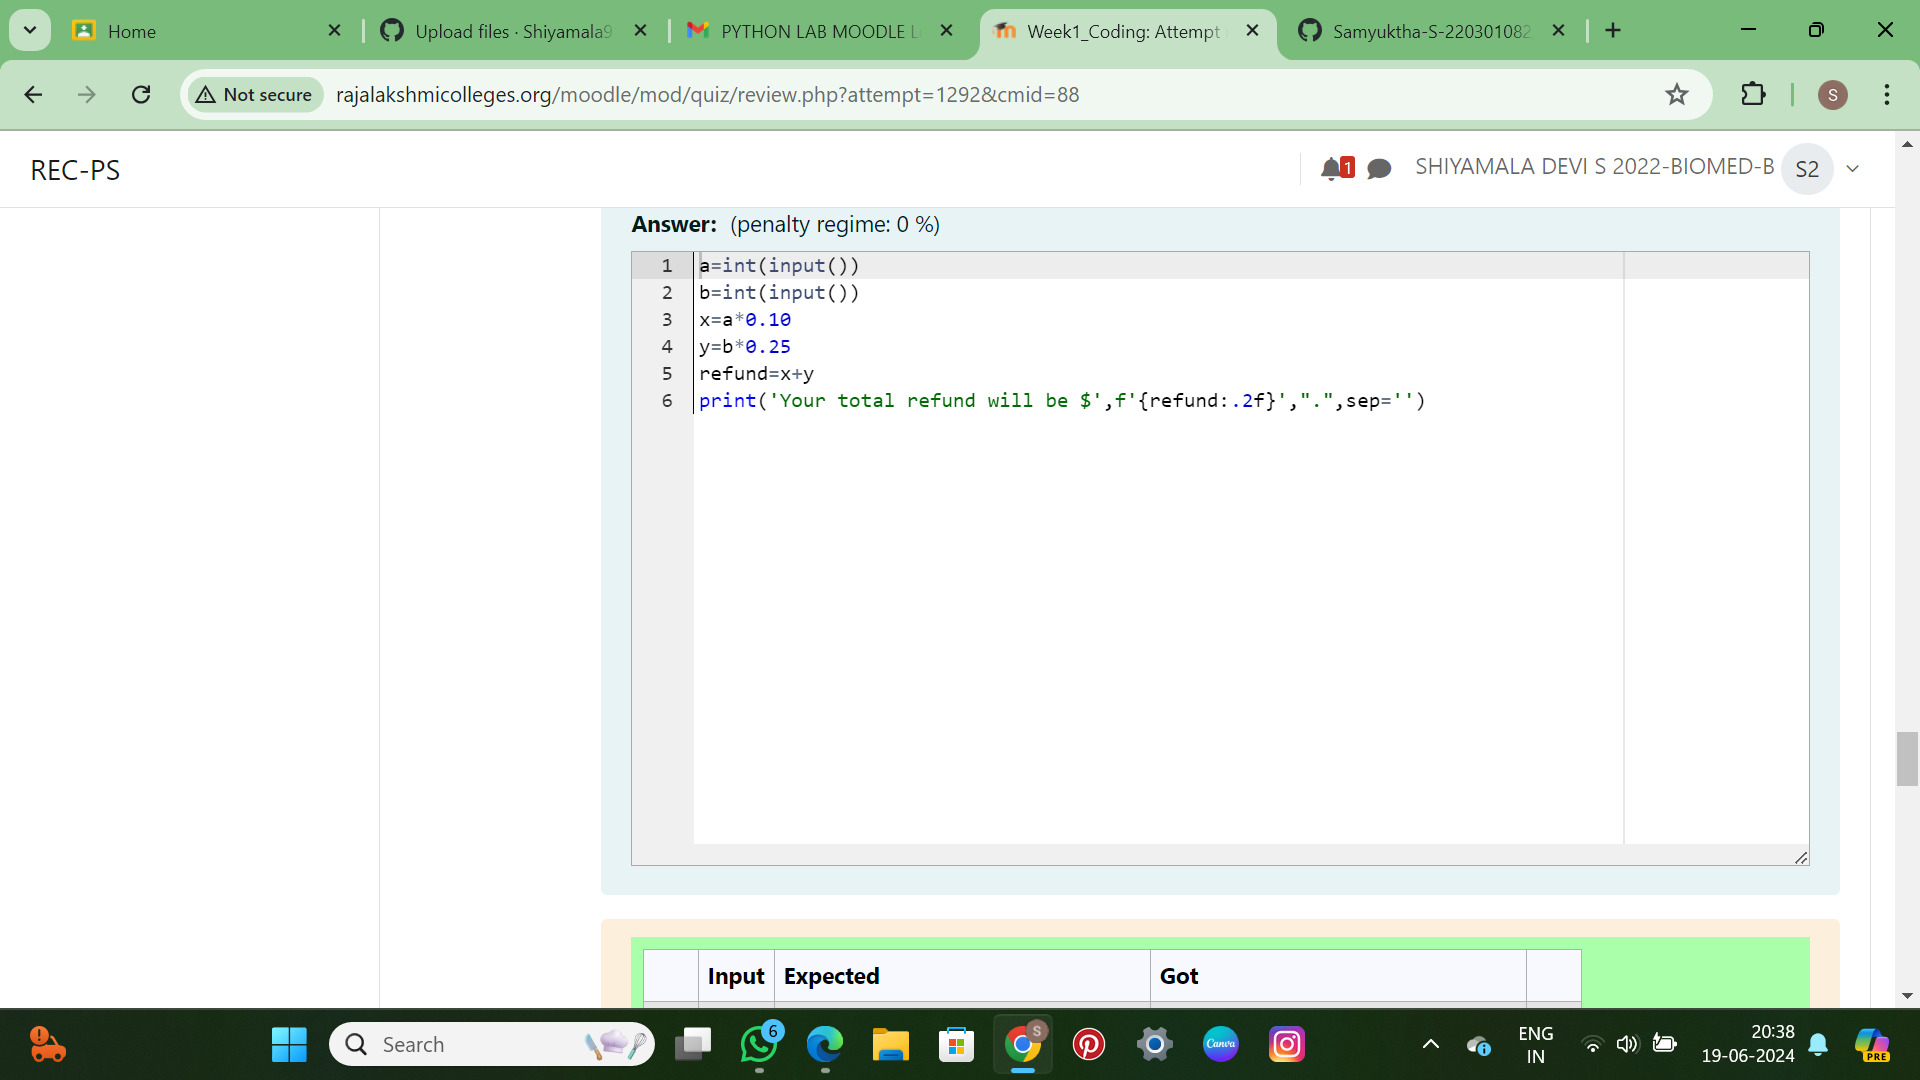 Home
Upload files · Shiyamala9
PYTHON LAB MOODLE L
Week1_Coding: Attempt
Samyuktha-S-220301082
Not secure
rajalakshmicolleges.org/moodle/mod/quiz/review.php?attempt=1292&cmid=88
S
REC-PS
1
SHIYAMALA DEVI S 2022-BIOMED-B
S2
Answer: (penalty regime: 0 %)
1 a=int(input())
2 b=int(input())
3 x=a*0.10
4 y=b*0.25
5 refund=x+y
6 print('Your total refund will be $',f'{refund:.2f}',".",sep='')
Input Expected Got
Search
6
S
Canva
ENG
IN
20:38
19-06-2024
PRE